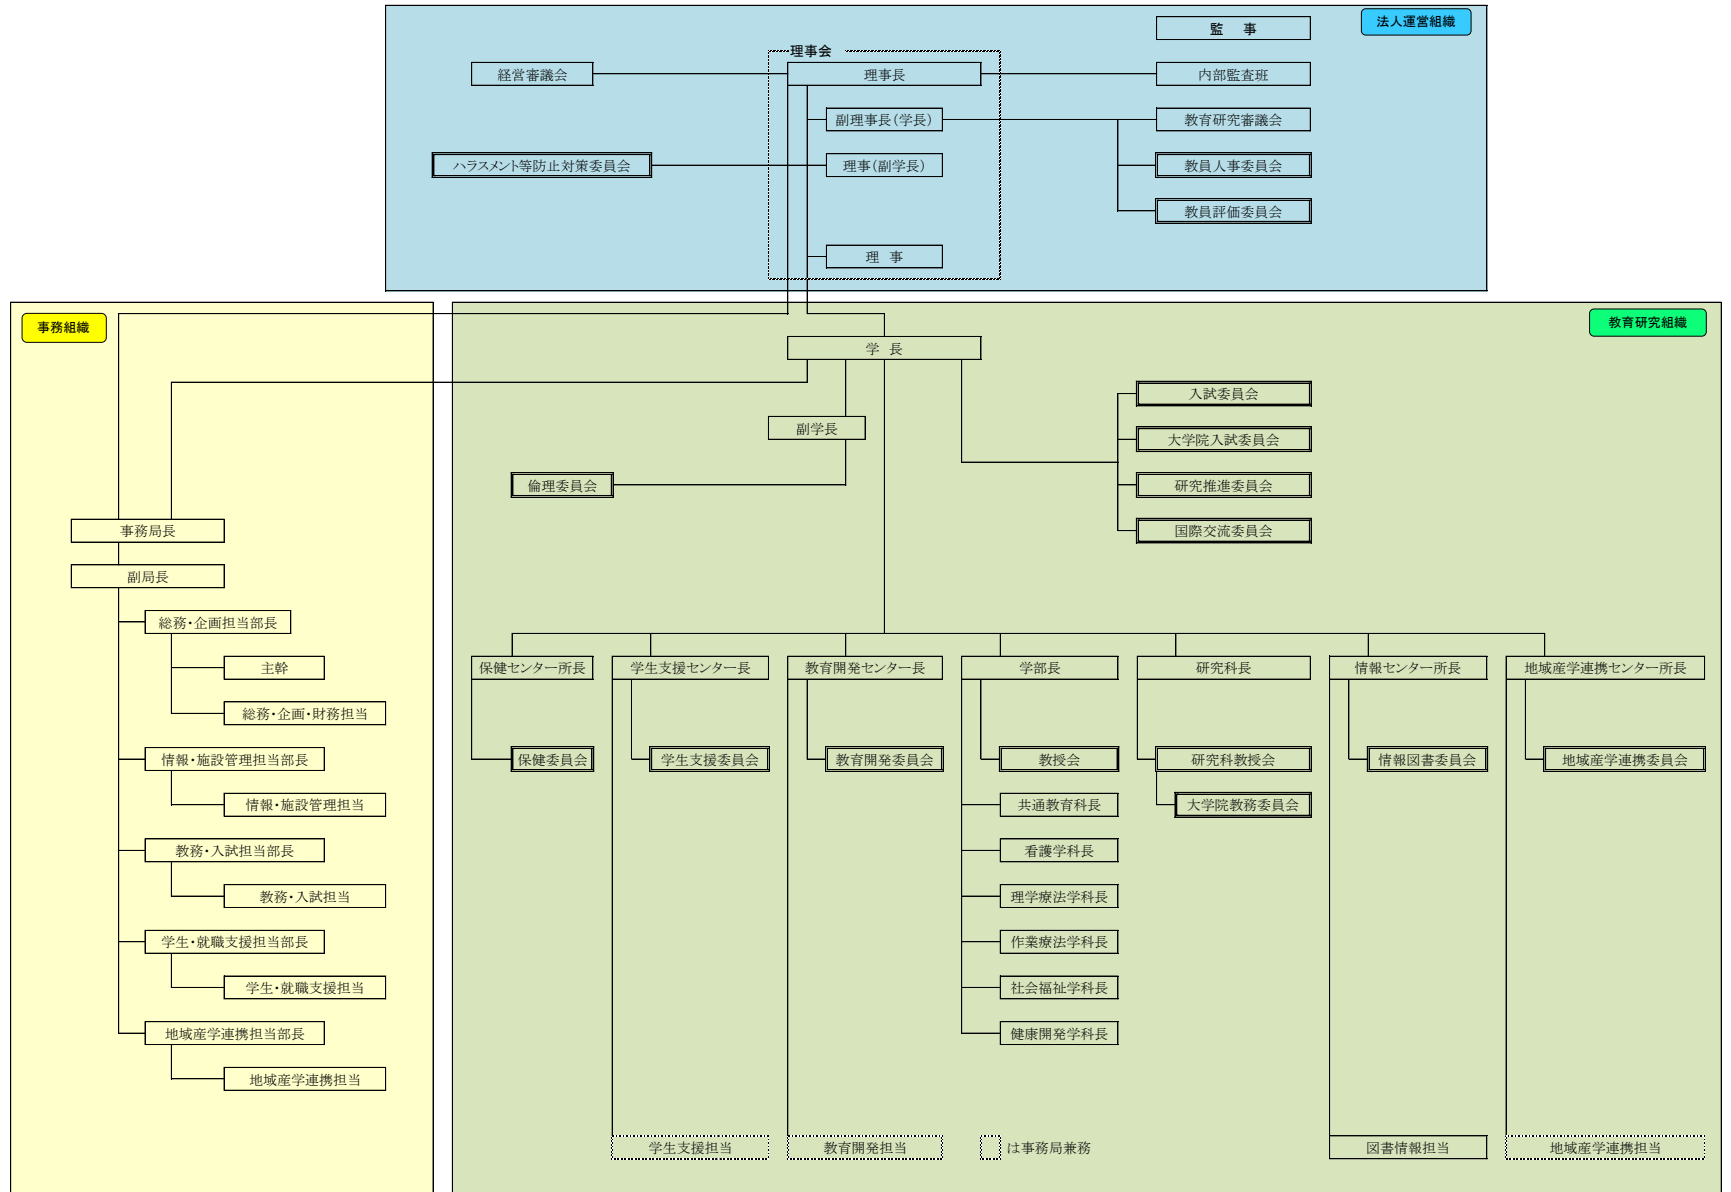 法人運営組織
監　事
理事会
経営審議会
理事長
内部監査班
副理事長(学長)
教育研究審議会
ハラスメント等防止対策委員会
理事(副学長)
教員人事委員会
教員評価委員会
理　事
事務組織
教育研究組織
学　長
入試委員会
副学長
大学院入試委員会
倫理委員会
研究推進委員会
国際交流委員会
事務局長
副局長
総務・企画担当部長
主幹
総務・企画・財務担当
情報・施設管理担当部長
情報・施設管理担当
教務・入試担当部長
教務・入試担当
学生・就職支援担当部長
学生・就職支援担当
地域産学連携担当部長
地域産学連携担当
保健センター所長
学生支援センター長
教育開発センター長
学部長
研究科長
情報センター所長
地域産学連携センター所長
保健委員会
学生支援委員会
教育開発委員会
教授会
研究科教授会
情報図書委員会
地域産学連携委員会
共通教育科長
大学院教務委員会
看護学科長
理学療法学科長
作業療法学科長
社会福祉学科長
健康開発学科長
学生支援担当
教育開発担当
は事務局兼務
図書情報担当
地域産学連携担当